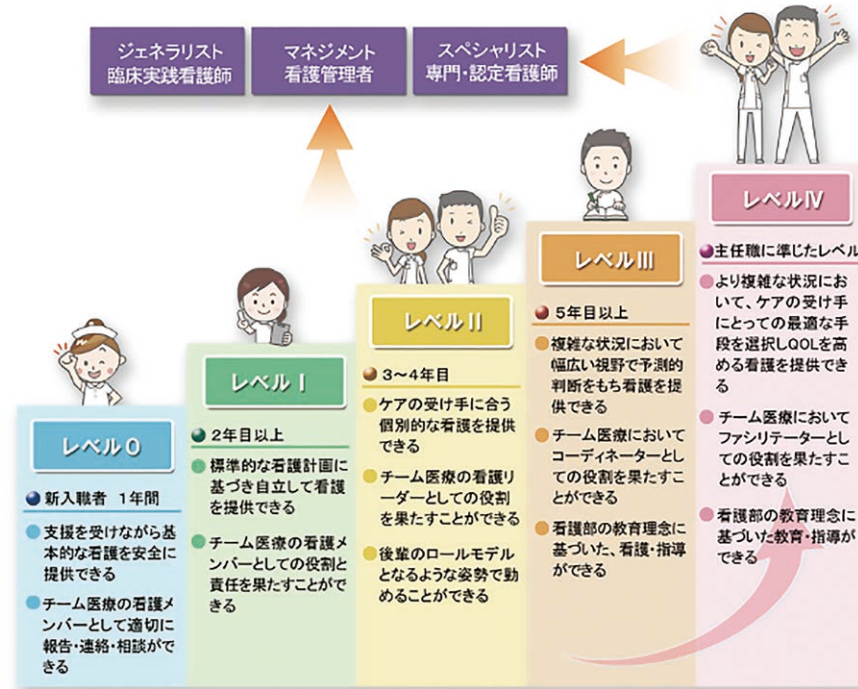 ジェネラリスト
臨床実践看護師
マネジメント
看護管理者
スペシャリスト
専門・認定看護師
レベル0
新入職者 1年間
支援を受けながら基
本的な看護を安全に
提供できる
チーム医療の看護メ
ンバーとして適切に
報告・連絡・相談がで
きる
レベルⅠ
2年目以上
標準的な看護計画に
基づき自立して看護
を提供できる
チーム医療の看護メ
ンバーとしての役割と
責任を果たすことがで
きる
レベルⅡ
3～4年目
ケアの受け手に合う
個別的な看護を提供
できる
チーム医療の看護リ
ーダーとしての役割
を果たすことができる
後輩のロールモデル
となるような姿勢で勤
めることができる
レベルⅢ
5年目以上
複雑な状況において
幅広い視野で予測的
判断をもち看護を提
供できる
チーム医療において
コーディネーターとし
ての役割を果たすこ
とができる
看護部の教育理念に
基づいた、看護・指導
ができる
レベルⅣ
主任職に準じたレベル
より複雑な状況にお
いて、ケアの受け手
にとっての最適な手
段を選択しQOLを高
める看護を提供でき
る
チーム医療において
ファシリテーターとし
ての役割を果たすこ
とができる
看護部の教育理念に
基づいた教育・指導が
できる